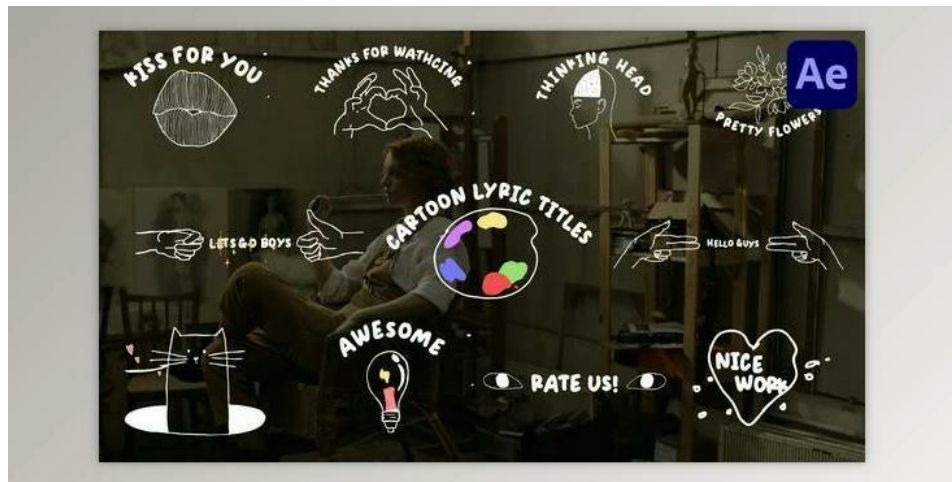 KISS FOR YOU
THANKS FOR WATHCING
THINKING HEAD
Ae
PRETTY FLOWERS
CARTOON LYRIC TITLES
LETS GO BOYS
HELLO GUYS
AWESOME
RATE US!
NICE
WORK